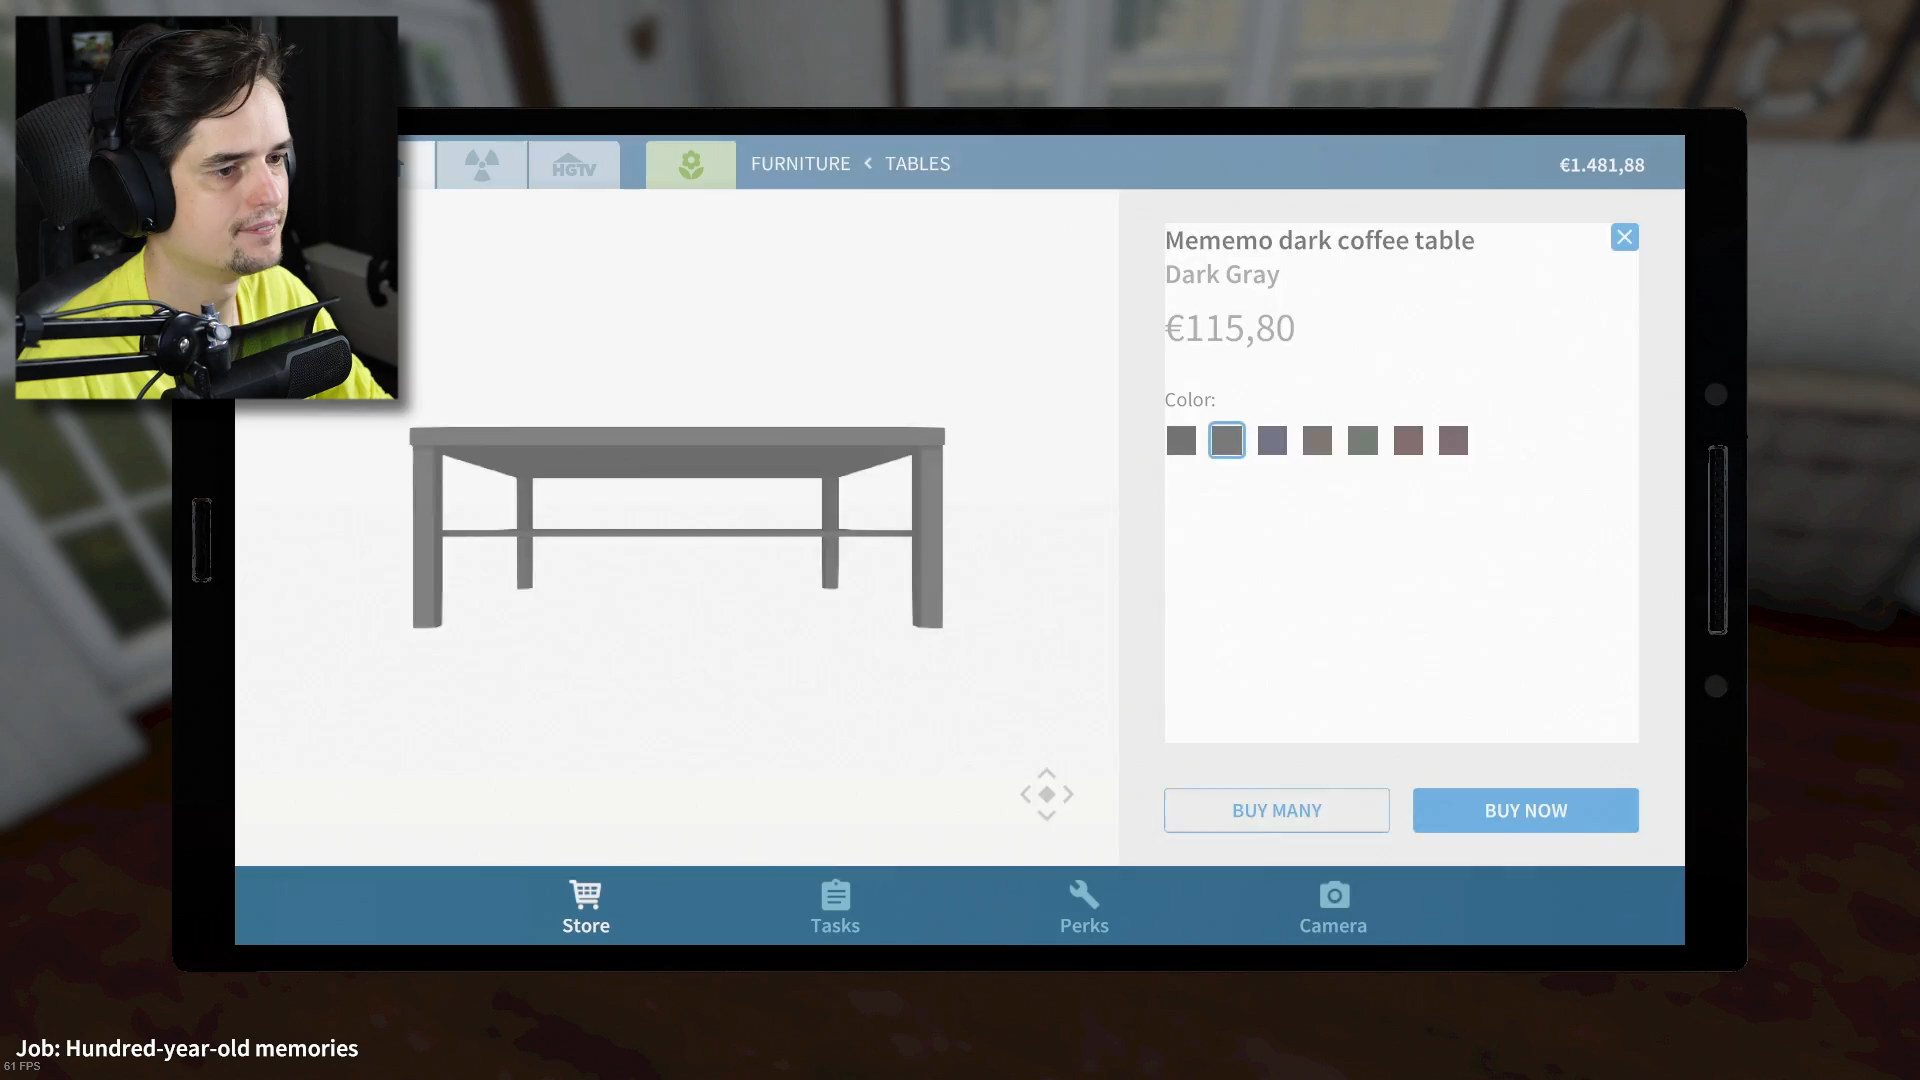 HGTV
FURNITURE < TABLES
€1.481,88
Mememo dark coffee table
Dark Gray
€115,80
Color:
BUY MANY
BUY NOW
Store
Tasks
Perks
Camera
Job: Hundred-year-old memories
61 FPS